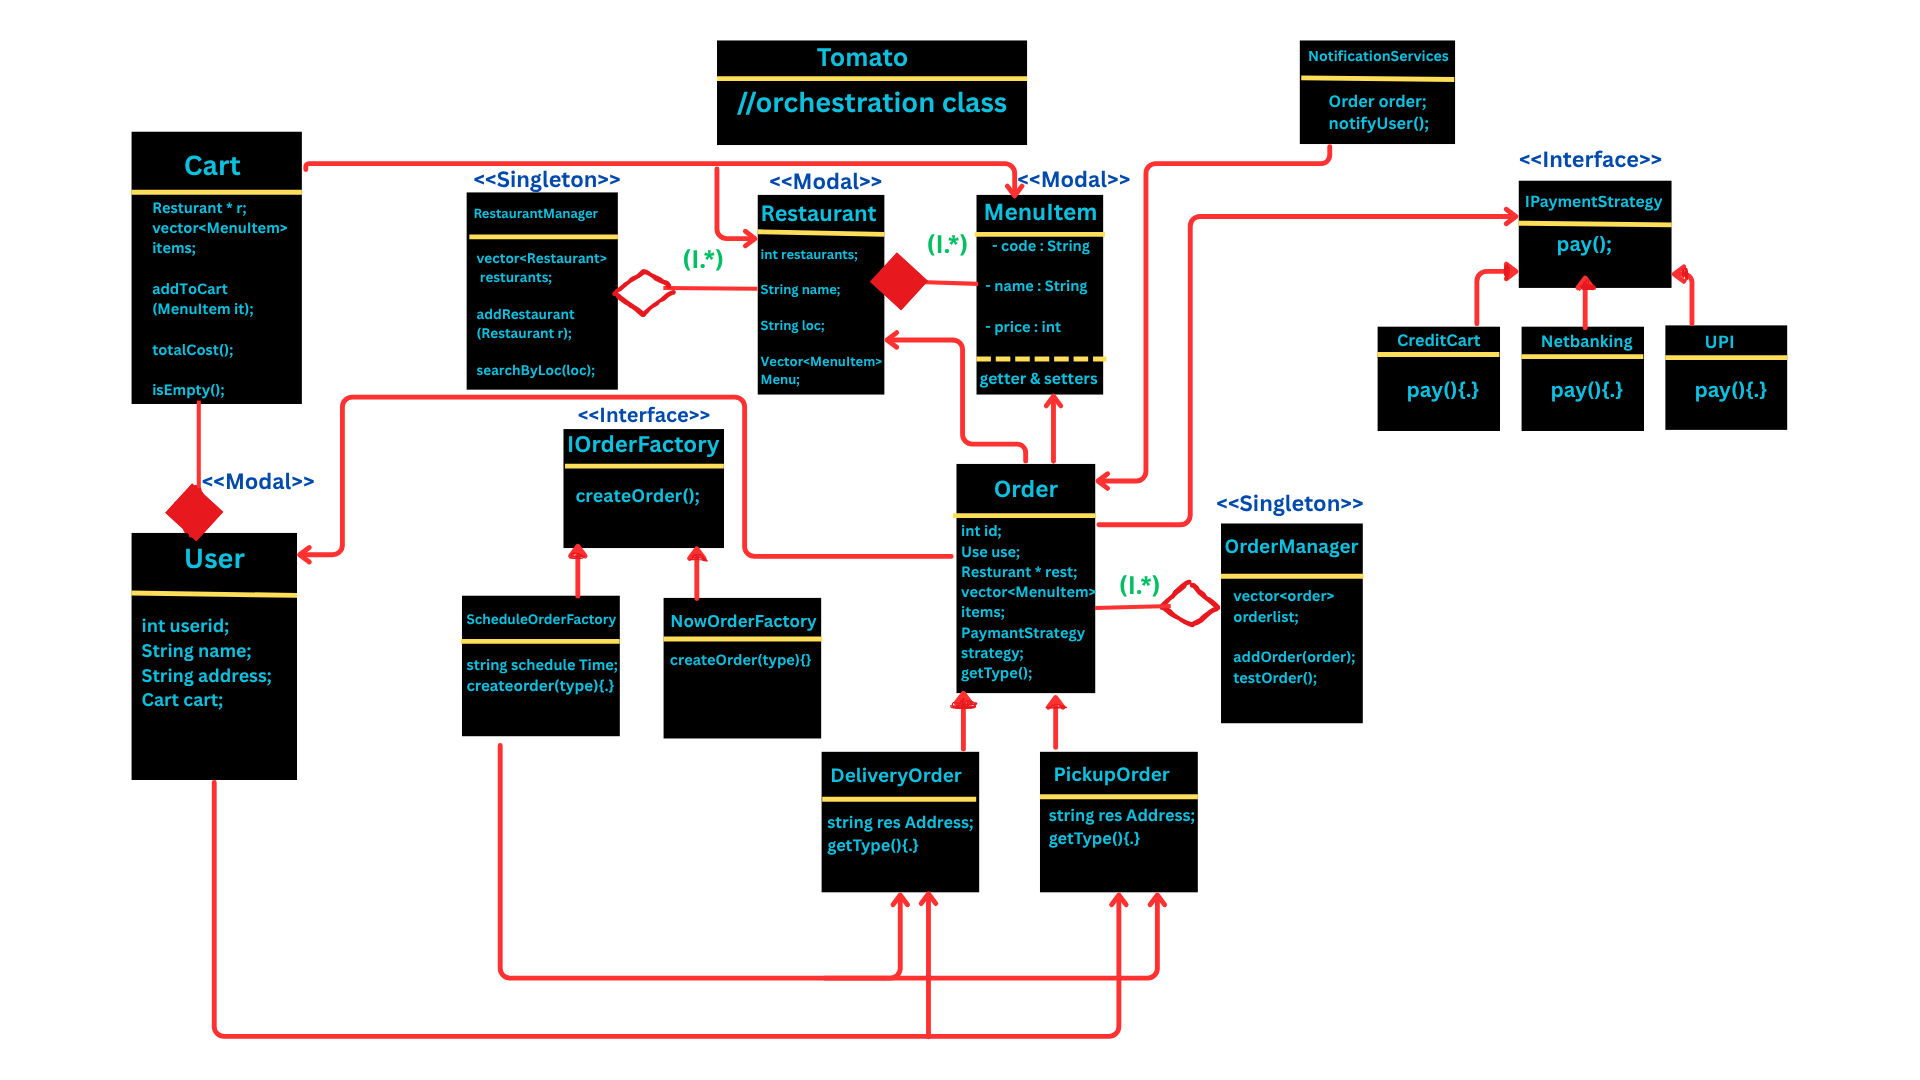 Tomato
//orchestration class
NotificationServices
Order order;
notifyUser();
Cart
Resturant * r;
vector<MenuItem>
items;
addToCart
(MenuItem it);
totalCost();
isEmpty();
<<Singleton>>
RestaurantManager
vector<Restaurant>
resturants;
addRestaurant
(Restaurant r);
searchByLoc(loc);
(I.*)
<<Modal>>
Restaurant
int restaurants;
String name;
String loc;
Vector<MenuItem>
Menu;
(I.*)
<<Modal>>
MenuItem
- code : String
- name : String
- price : int
getter & setters
<<Interface>>
IPaymentStrategy
pay();
CreditCart
pay(){.}
Netbanking
pay(){.}
UPI
pay(){.}
<<Modal>>
User
int userid;
String name;
String address;
Cart cart;
<<Interface>>
IOrderFactory
createOrder();
ScheduleOrderFactory
string schedule Time;
createorder(type){.}
NowOrderFactory
createOrder(type){}
Order
int id;
Use use;
Resturant * rest;
vector<MenuItem>
items;
PaymantStrategy
strategy;
getType();
(I.*)
<<Singleton>>
OrderManager
vector<order>
orderlist;
addOrder(order);
testOrder();
DeliveryOrder
string res Address;
getType(){.}
PickupOrder
string res Address;
getType(){.}